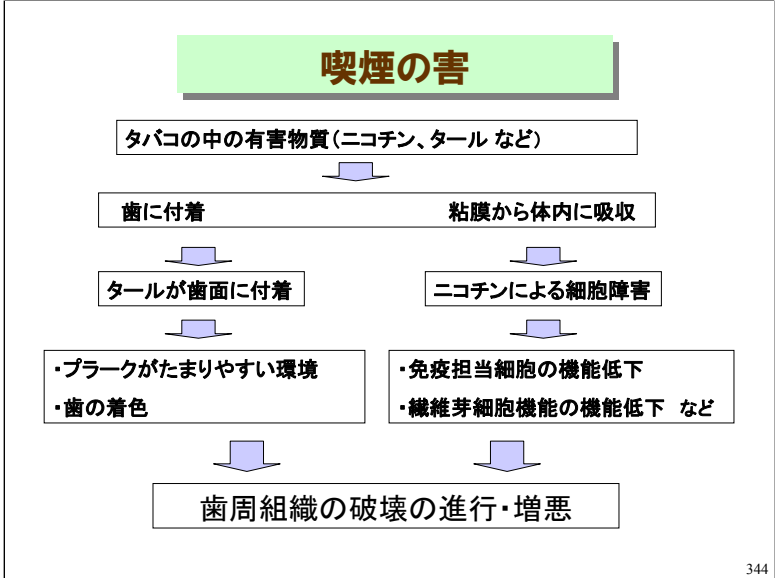 喫煙の害
タバコの中の有害物質(ニコチン、タール など)
歯に付着 粘膜から体内に吸収
タールが歯面に付着
ニコチンによる細胞障害
・プラークがたまりやすい環境
・歯の着色
・免疫担当細胞の機能低下
・繊維芽細胞機能の機能低下 など
歯周組織の破壊の進行・増悪
344